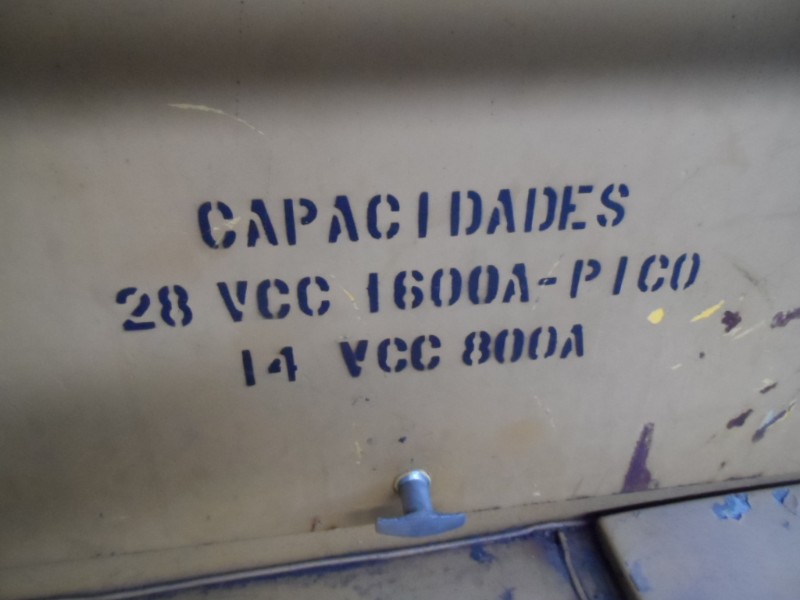 CAPACIDADES
28 VCC 1600A-PICO
14 VCC 800A